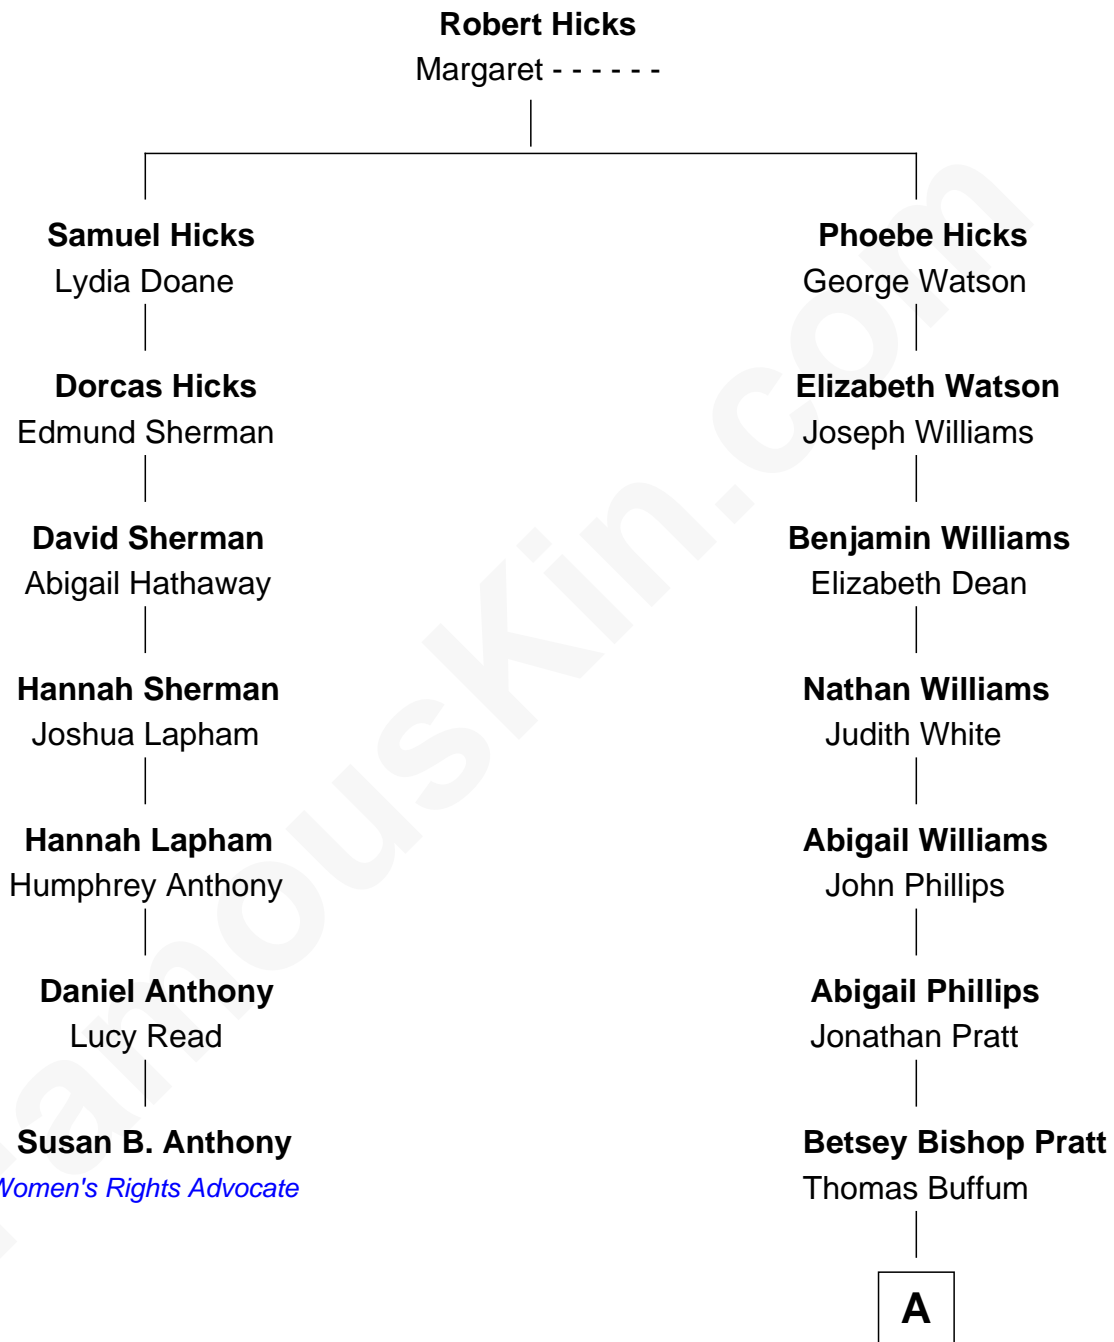 Robert Hicks
Margaret - - - - - -
Samuel Hicks
Lydia Doane
Phoebe Hicks
George Watson
Dorcas Hicks
Edmund Sherman
Elizabeth Watson
Joseph Williams
David Sherman
Abigail Hathaway
Benjamin Williams
Elizabeth Dean
Hannah Sherman
Joshua Lapham
Nathan Williams
Judith White
Hannah Lapham
Humphrey Anthony
Abigail Williams
John Phillips
Daniel Anthony
Lucy Read
Abigail Phillips
Jonathan Pratt
Susan B. Anthony
Women's Rights Advocate
Betsey Bishop Pratt
Thomas Buffum
A
FamousKin.com